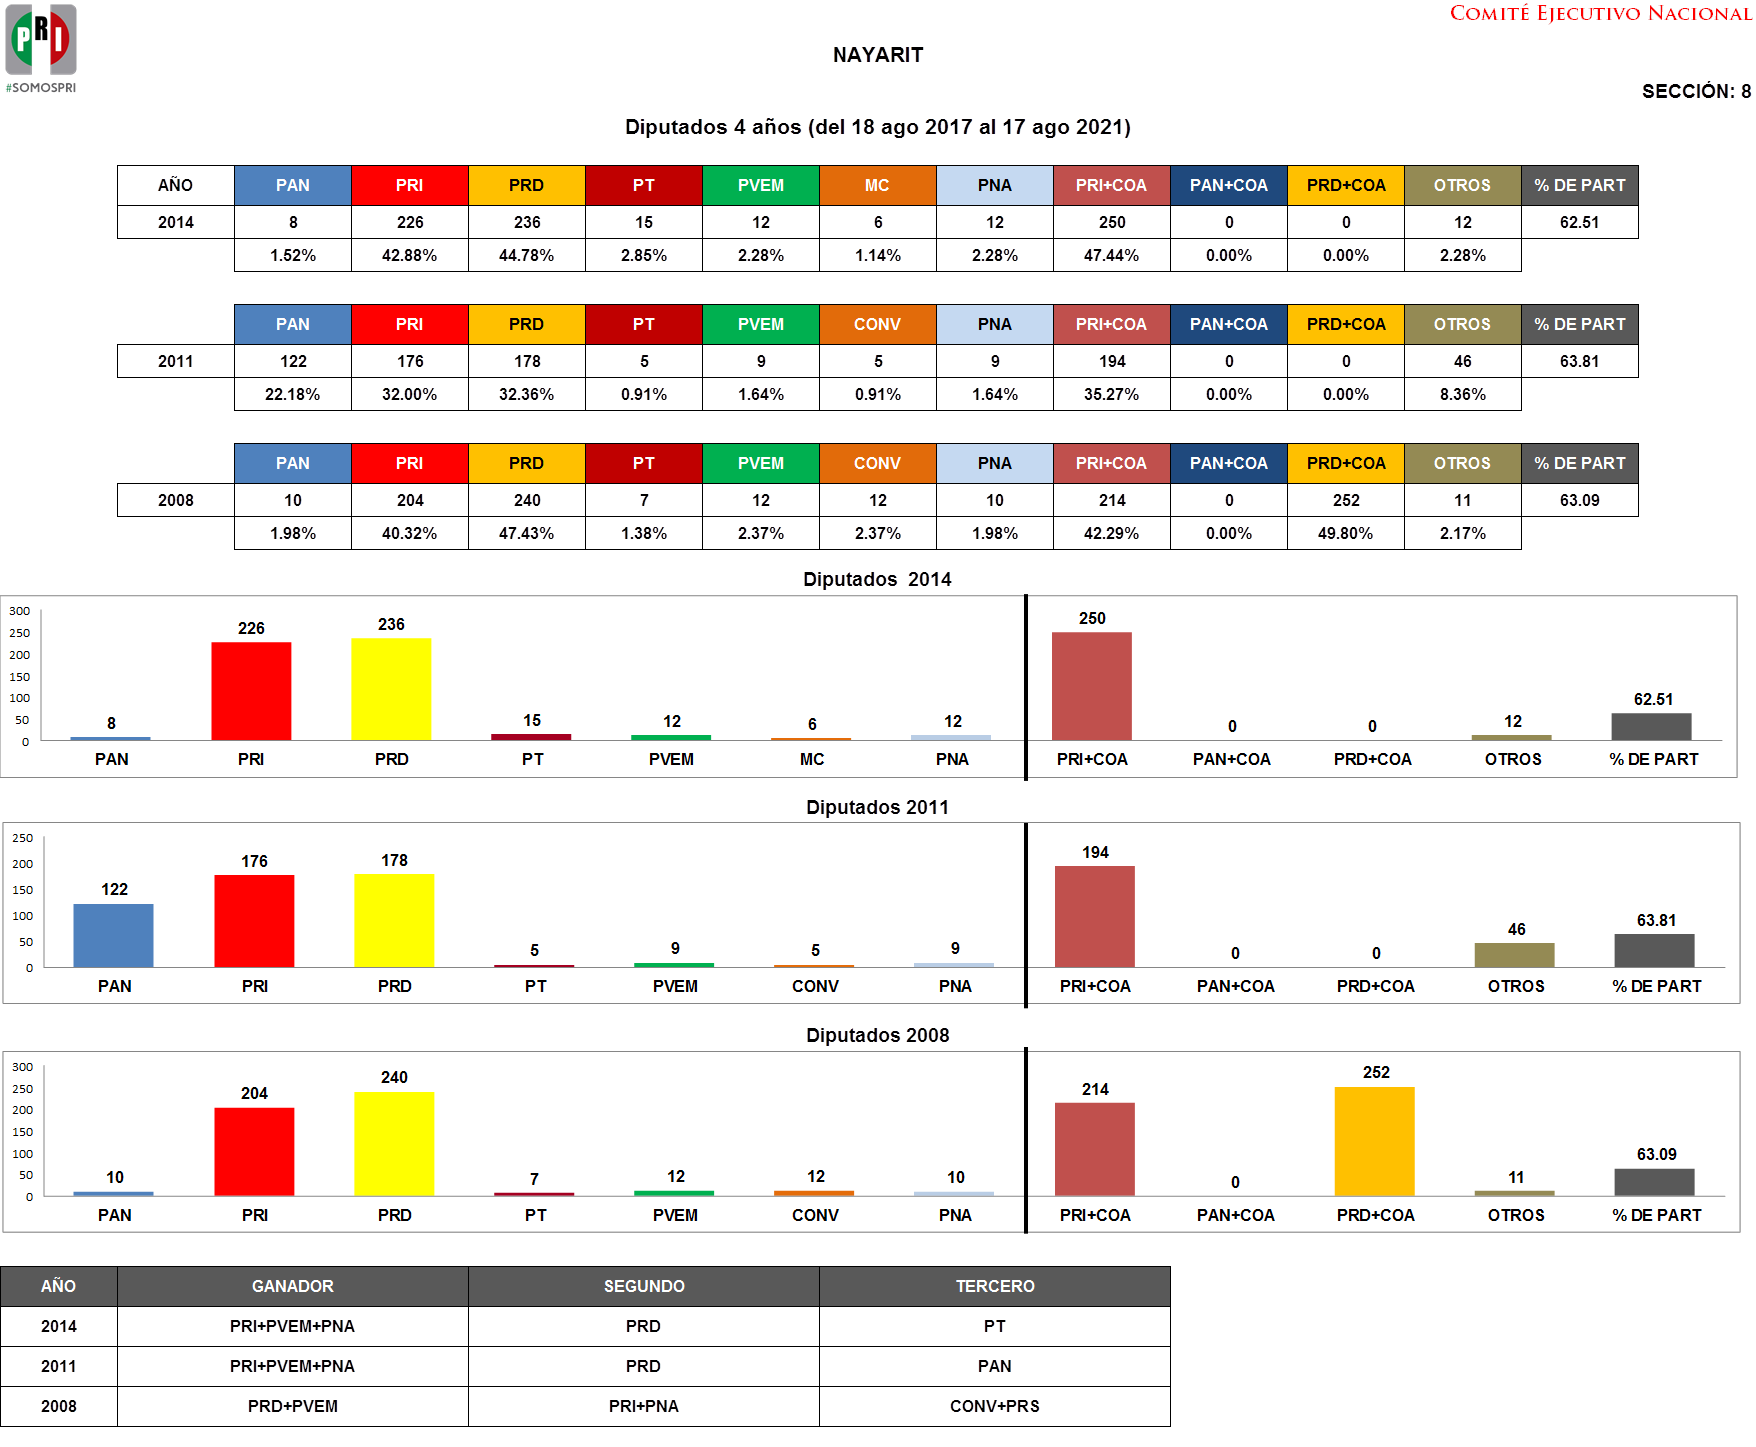 COMITÉ EJECUTIVO NACIONAL
PRI
#SOMOSPRI
NAYARIT
SECCIÓN: 8
Diputados 4 años (del 18 ago 2017 al 17 ago 2021)
AÑO PAN PRI PRD PT PVEM MC PNA PRI+COA PAN+COA PRD+COA OTROS % DE PART
2014 8 226 236 15 12 6 12 250 0 0 12 62.51
1.52% 42.88% 44.78% 2.85% 2.28% 1.14% 2.28% 47.44% 0.00% 0.00% 2.28%
PAN PRI PRD PT PVEM CONV PNA PRI+COA PAN+COA PRD+COA OTROS % DE PART
2011 122 176 178 5 9 5 9 194 0 0 46 63.81
22.18% 32.00% 32.36% 0.91% 1.64% 0.91% 1.64% 35.27% 0.00% 0.00% 8.36%
PAN PRI PRD PT PVEM CONV PNA PRI+COA PAN+COA PRD+COA OTROS % DE PART
2008 10 204 240 7 12 12 10 214 0 252 11 63.09
1.98% 40.32% 47.43% 1.38% 2.37% 2.37% 1.98% 42.29% 0.00% 49.80% 2.17%
Diputados 2014
300
250
200
150
100
50
0
8 226 236 15 12 6 12 250 0 0 12 62.51
PAN PRI PRD PT PVEM MC PNA PRI+COA PAN+COA PRD+COA OTROS % DE PART
Diputados 2011
250
200
150
100
50
0
122 176 178 5 9 5 9 194 0 0 46 63.81
PAN PRI PRD PT PVEM CONV PNA PRI+COA PAN+COA PRD+COA OTROS % DE PART
Diputados 2008
300
250
200
150
100
50
0
10 204 240 7 12 12 10 214 0 252 11 63.09
PAN PRI PRD PT PVEM CONV PNA PRI+COA PAN+COA PRD+COA OTROS % DE PART
AÑO GANADOR SEGUNDO TERCERO
2014 PRI+PVEM+PNA PRD PT
2011 PRI+PVEM+PNA PRD PAN
2008 PRD+PVEM PRI+PNA CONV+PRS